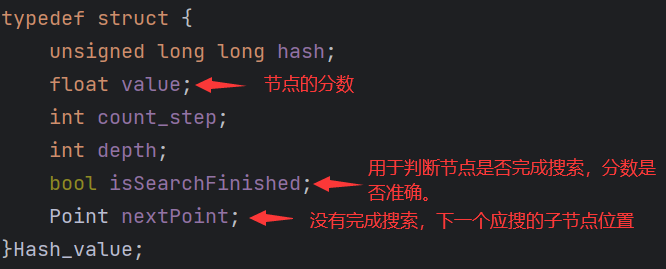 typedef struct {
unsigned long long hash;
float value; 节点的分数
int count_step;
int depth;
用于判断节点是否完成搜索，分数是
bool isSearchFinished; 否准确。
Point nextPoint; 没有完成搜索，下一个应搜的子节点位置
}Hash_value;